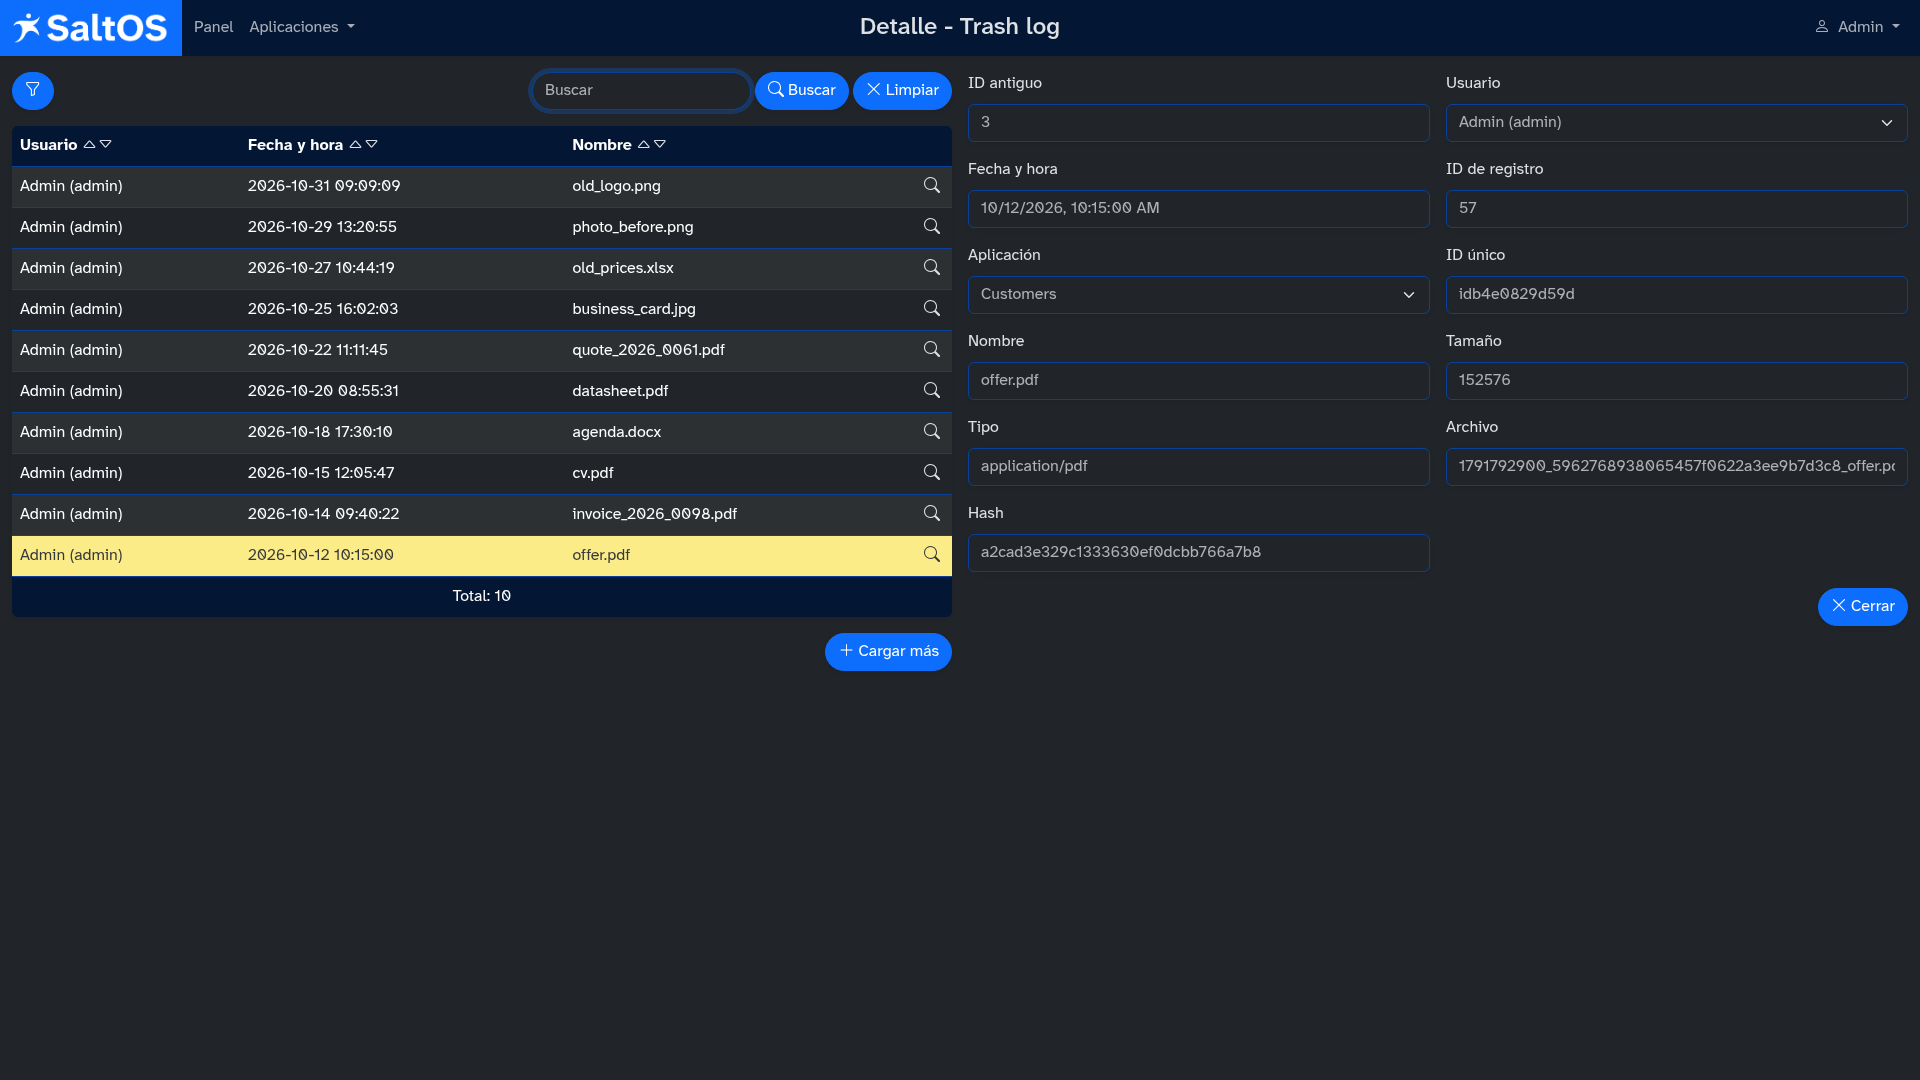 SaltOS
Panel Aplicaciones
Detalle - Trash log
Admin
Buscar
Buscar
Limpiar
Usuario Fecha y hora Nombre
Admin (admin) 2026-10-31 09:09:09 old_logo.png
Admin (admin) 2026-10-29 13:20:55 photo_before.png
Admin (admin) 2026-10-27 10:44:19 old_prices.xlsx
Admin (admin) 2026-10-25 16:02:03 business_card.jpg
Admin (admin) 2026-10-22 11:11:45 quote_2026_0061.pdf
Admin (admin) 2026-10-20 08:55:31 datasheet.pdf
Admin (admin) 2026-10-18 17:30:10 agenda.docx
Admin (admin) 2026-10-15 12:05:47 cv.pdf
Admin (admin) 2026-10-14 09:40:22 invoice_2026_0098.pdf
Admin (admin) 2026-10-12 10:15:00 offer.pdf
Total: 10
Cargar más
ID antiguo
3
Usuario
Admin (admin)
Fecha y hora
10/12/2026, 10:15:00 AM
ID de registro
57
Aplicación
Customers
ID único
idb4e0829d59d
Nombre
offer.pdf
Tamaño
152576
Tipo
application/pdf
Archivo
1791792900_5962768938065457f0622a3ee9b7d3c8_offer.pd
Hash
a2cad3e329c1333630ef0dcbb766a7b8
Cerrar